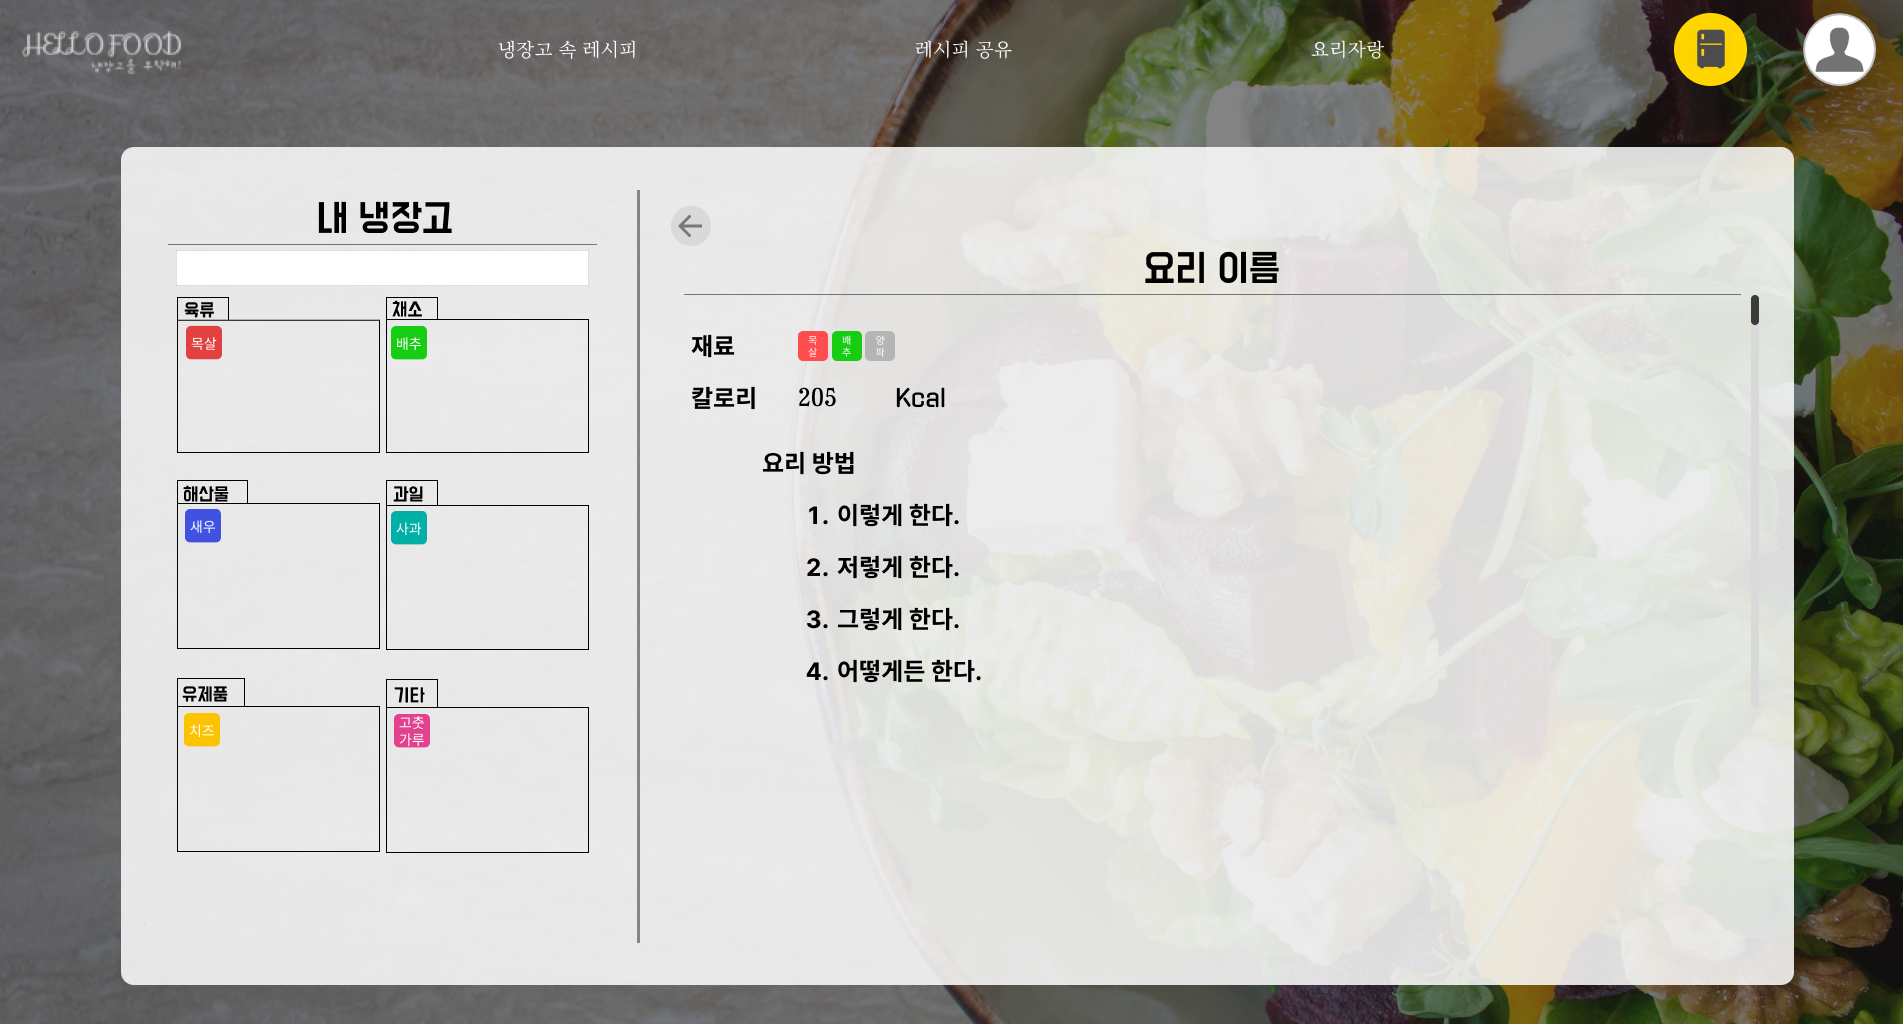 HELLO FOOD
냉장고를 부탁해!
냉장고 속 레시피
레시피 공유
요리자랑
내 냉장고
육류
목살
채소
배추
해산물
새우
과일
사과
유제품
치즈
기타
고춧
가루
요리 이름
재료
목
살
배
추
양
파
칼로리 205 Kcal
요리 방법
1. 이렇게 한다.
2. 저렇게 한다.
3. 그렇게 한다.
4. 어떻게든 한다.